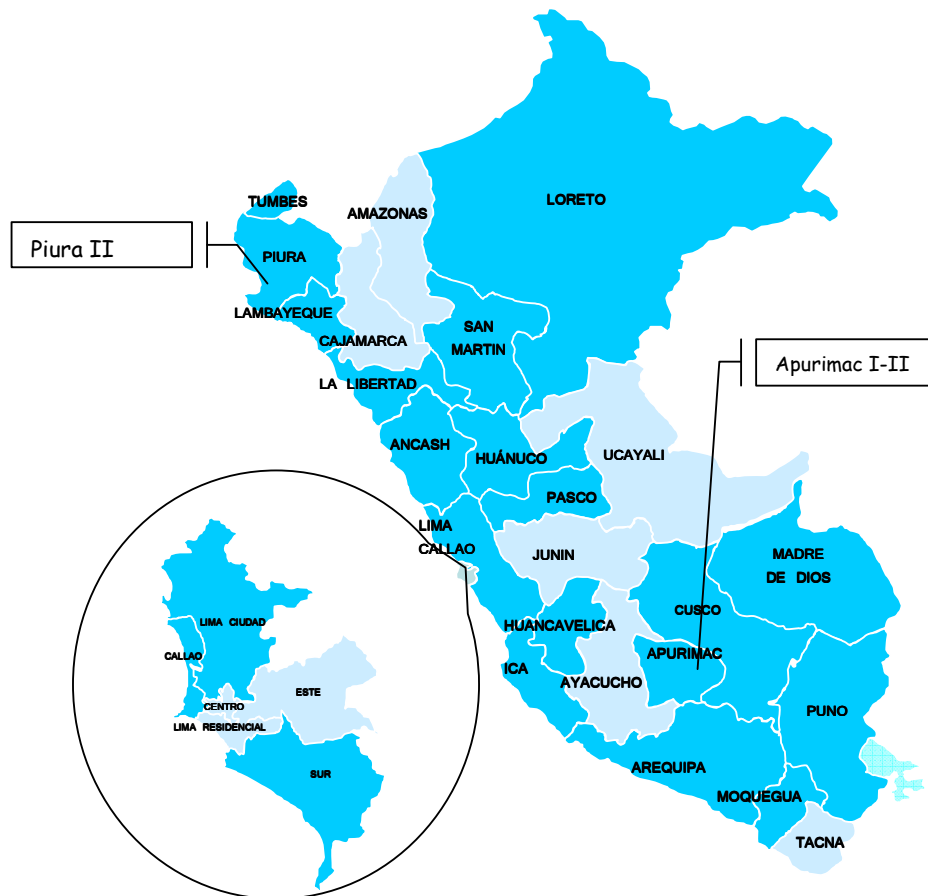 TUMBES
AMAZONAS
LORETO
Piura II
PIURA
LAMBAYEQUE
CAJAMARCA
SAN
MARTIN
LA LIBERTAD
Apurimac I-II
ANCASH
HUÁNUCO
UCAYALI
PASCO
LIMA
CALLAO
JUNIN
MADRE
DE DIOS
CUSCO
HUANCAVELICA
APURIMAC
ICA
AYACUCHO
PUNO
AREQUIPA
MOQUEGUA
TACNA
LIMA CIUDAD
CALLAO
ESTE
CENTRO
LIMA RESIDENCIAL
SUR